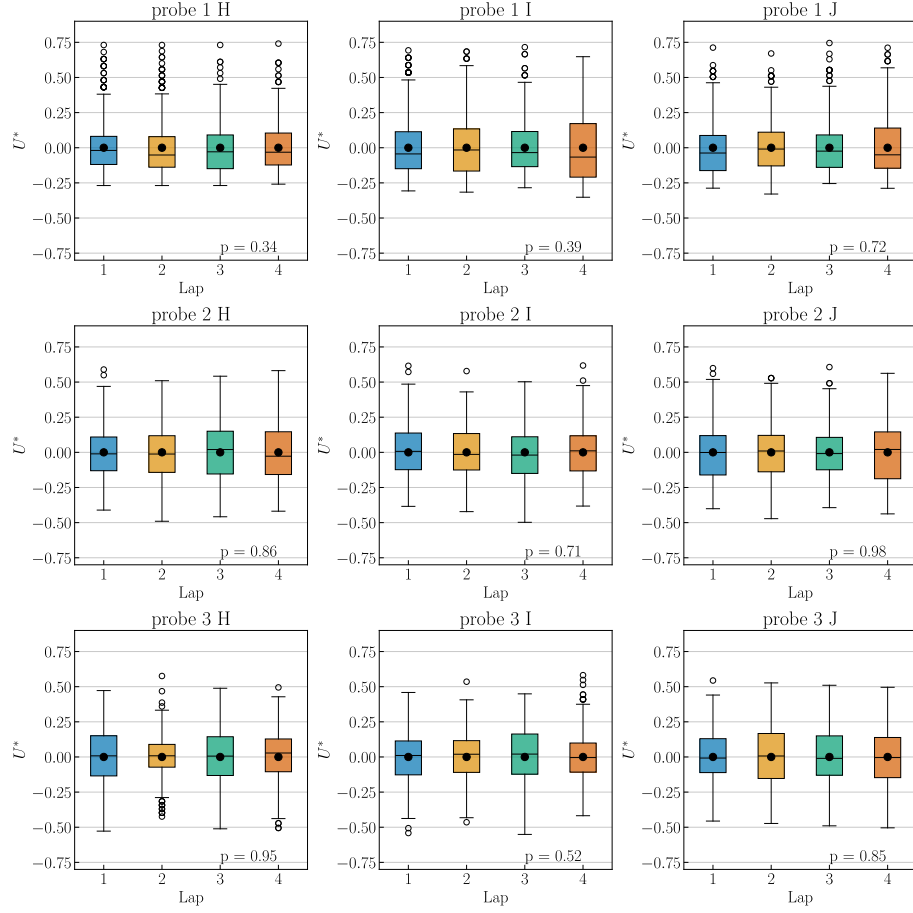 probe 1 H
probe 1 I
probe 1 J
0.75
0.50
0.25
0.00
−0.25
−0.50
−0.75
U*
p = 0.34
1 2 3 4
Lap
0.75
0.50
0.25
0.00
−0.25
−0.50
−0.75
U*
p = 0.39
1 2 3 4
Lap
0.75
0.50
0.25
0.00
−0.25
−0.50
−0.75
U*
p = 0.72
1 2 3 4
Lap
probe 2 H
probe 2 I
probe 2 J
0.75
0.50
0.25
0.00
−0.25
−0.50
−0.75
U*
p = 0.86
1 2 3 4
Lap
0.75
0.50
0.25
0.00
−0.25
−0.50
−0.75
U*
p = 0.71
1 2 3 4
Lap
0.75
0.50
0.25
0.00
−0.25
−0.50
−0.75
U*
p = 0.98
1 2 3 4
Lap
probe 3 H
probe 3 I
probe 3 J
0.75
0.50
0.25
0.00
−0.25
−0.50
−0.75
U*
p = 0.95
1 2 3 4
Lap
0.75
0.50
0.25
0.00
−0.25
−0.50
−0.75
U*
p = 0.52
1 2 3 4
Lap
0.75
0.50
0.25
0.00
−0.25
−0.50
−0.75
U*
p = 0.85
1 2 3 4
Lap